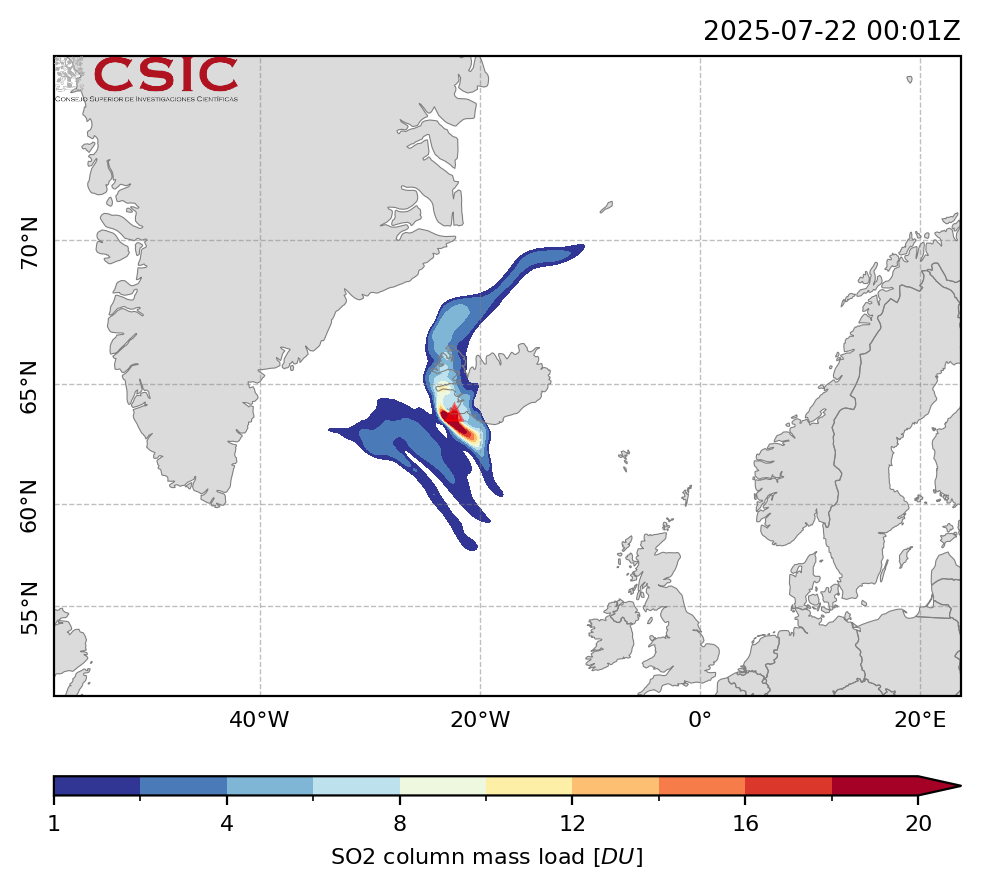 2025-07-22 00:01Z
CSIC
Consejo Superior de Investigaciones Científicas
70°N
65°N
60°N
55°N
40°W 20°W 0° 20°E
1 4 8 12 16 20
SO2 column mass load [DU]